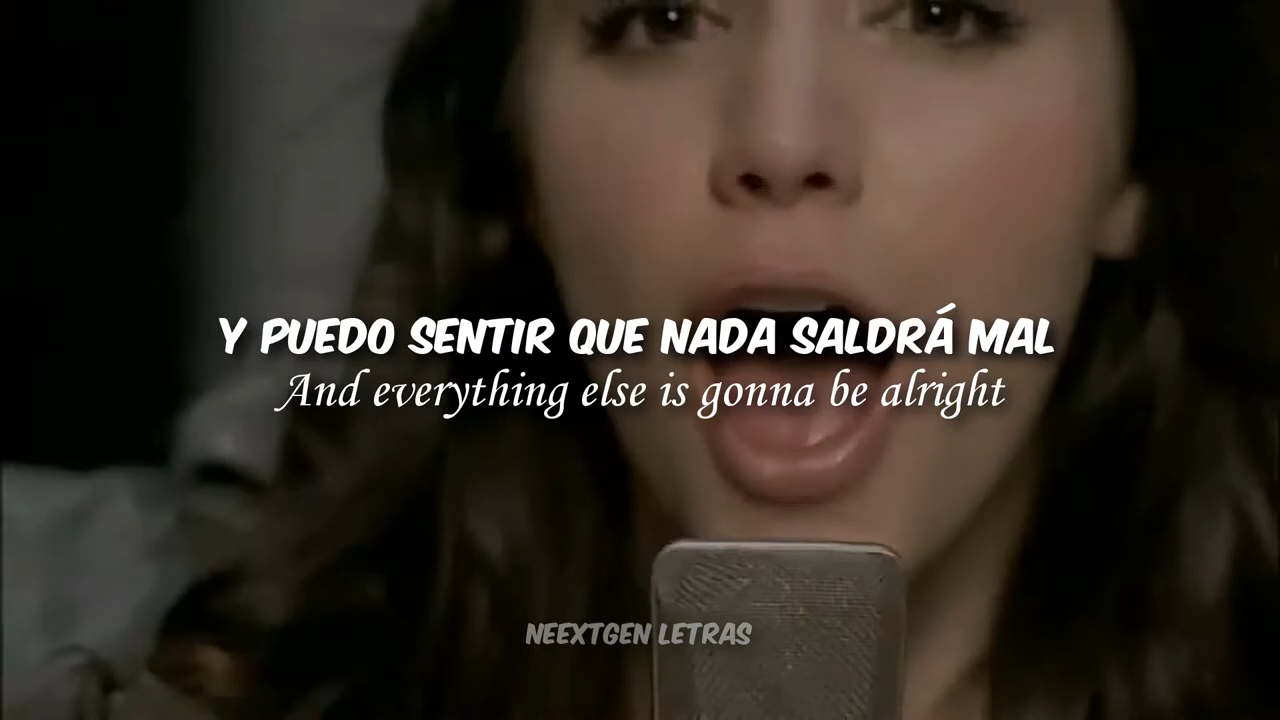 Y PUEDO SENTIR QUE NADA SALDRÁ MAL
And everything else is gonna be alright
NEEXTGEN LETRAS